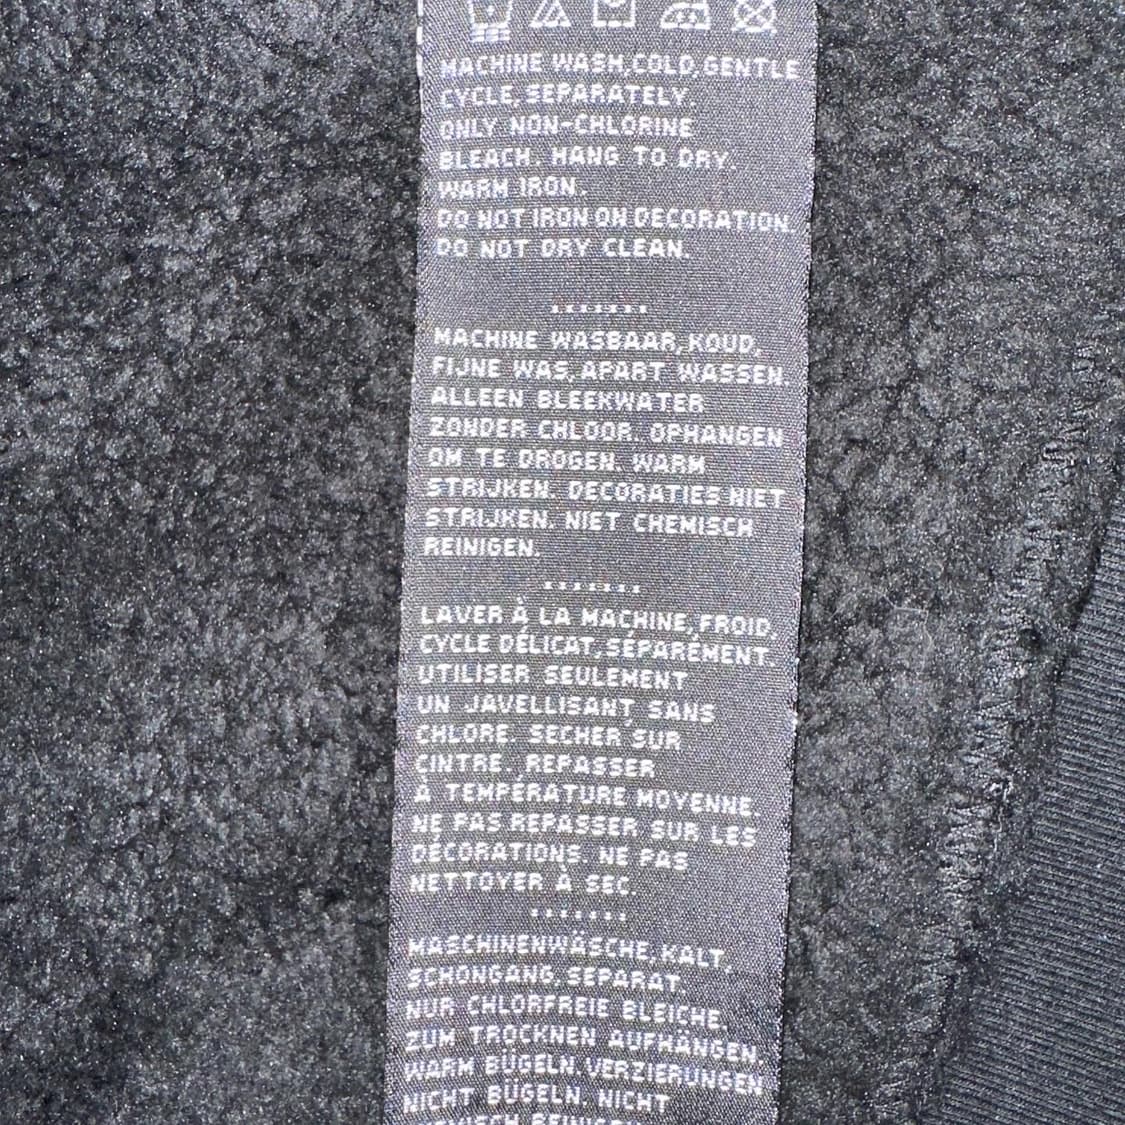 MACHINE WASH,COLD,GENTLE
CYCLE, SEPARATELY.
ONLY NON-CHLORINE
BLEACH. HANG TO DRY.
WARM IRON.
DO NOT IRON ON DECORATION.
DO NOT DRY CLEAN.
.......
MACHINE WASBAAR,KOUD,
FIJNE WAS,APART WASSEN.
ALLEEN BLEEKWATER
ZONDER CHLOOR. OPHANGEN
OM TE DROGEN. WARM
STRIJKEN. DECORATIES NIET
STRIJKEN. NIET CHEMISCH
REINIGEN.
.......
LAVER À LA MACHINE,FROID,
CYCLE DÉLICAT,SÉPARÉMENT.
UTILISER SEULEMENT
UN JAVELLISANT SANS
CHLORE. SECHER SUR
CINTRE. REPASSER
À TEMPÉRATURE MOYENNE.
NE PAS REPASSER SUR LES
DÉCORATIONS. NE PAS
NETTOYER À SEC.
.......
MASCHINENWÄSCHE,KALT,
SCHONGANG, SEPARAT.
NUR CHLORFREIE BLEICHE.
ZUM TROCKNEN AUFHÄNGEN.
WARM BÜGELN.VERZIERUNGEN
NICHT BÜGELN. NICHT